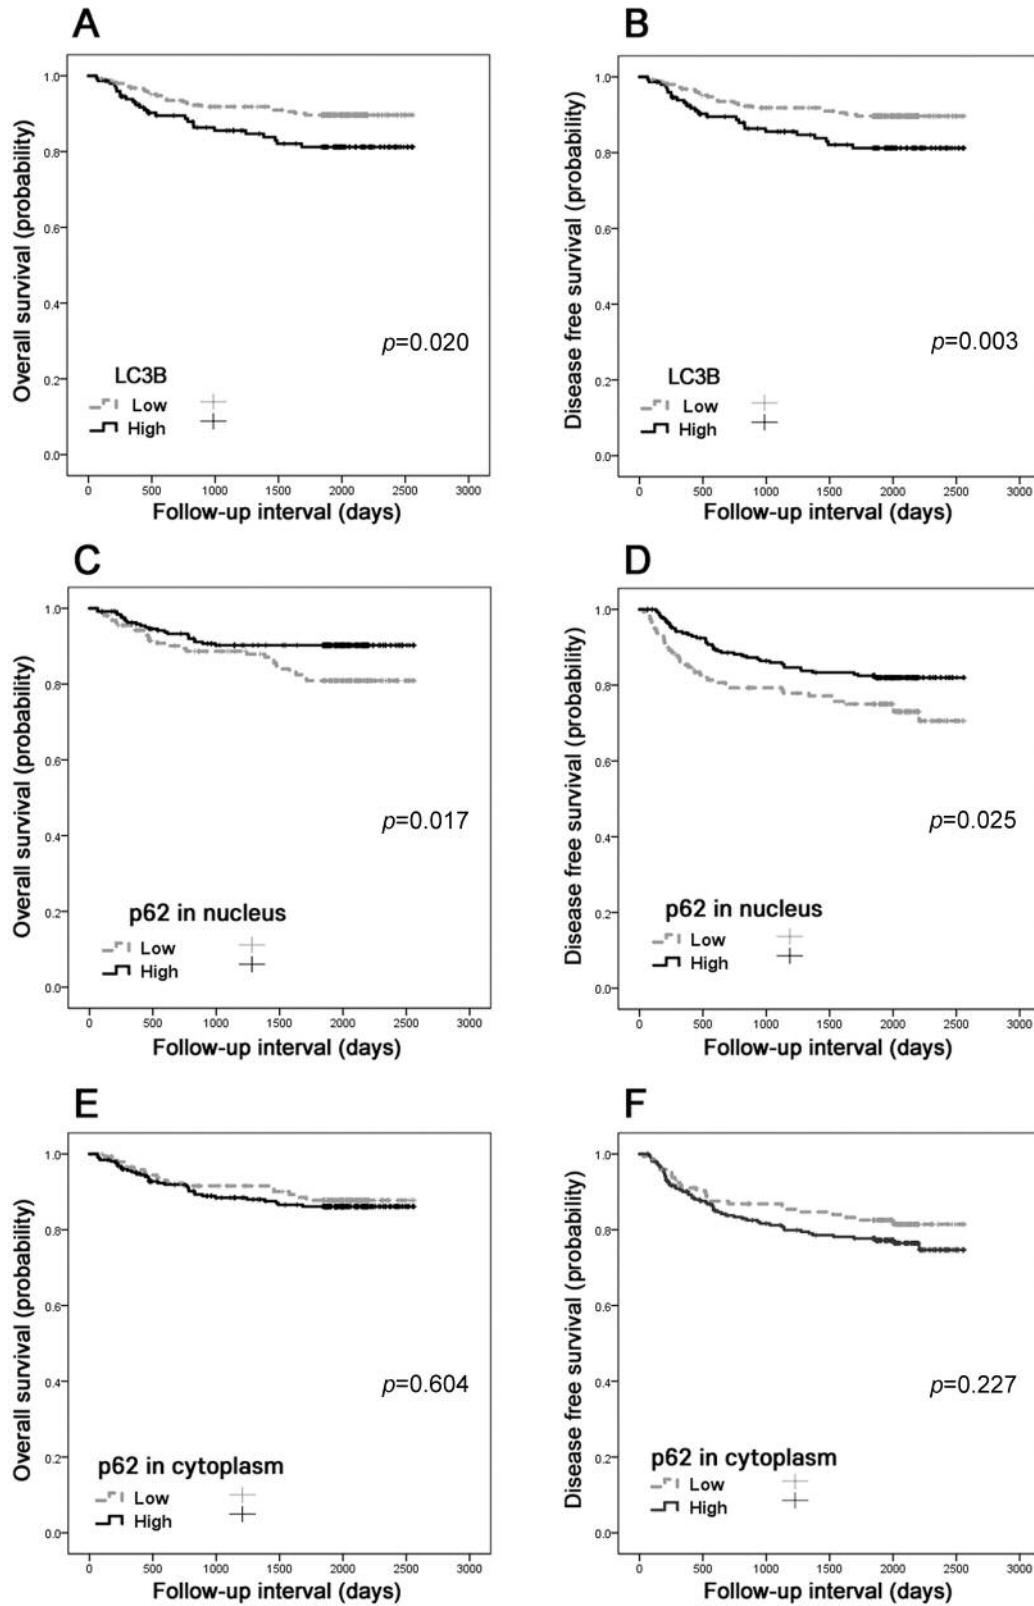 A
Overall survival (probability)
1.0
0.8
0.6
0.4
0.2
0.0
p=0.020
LC3B
Low
High
0 500 1000 1500 2000 2500 3000
Follow-up interval (days)
B
Disease free survival (probability)
1.0
0.8
0.6
0.4
0.2
0.0
p=0.003
LC3B
Low
High
0 500 1000 1500 2000 2500 3000
Follow-up interval (days)
C
Overall survival (probability)
1.0
0.8
0.6
0.4
0.2
0.0
p=0.017
p62 in nucleus
Low
High
0 500 1000 1500 2000 2500 3000
Follow-up interval (days)
D
Disease free survival (probability)
1.0
0.8
0.6
0.4
0.2
0.0
p=0.025
p62 in nucleus
Low
High
0 500 1000 1500 2000 2500 3000
Follow-up interval (days)
E
Overall survival (probability)
1.0
0.8
0.6
0.4
0.2
0.0
p=0.604
p62 in cytoplasm
Low
High
0 500 1000 1500 2000 2500 3000
Follow-up interval (days)
F
Disease free survival (probability)
1.0
0.8
0.6
0.4
0.2
0.0
p=0.227
p62 in cytoplasm
Low
High
0 500 1000 1500 2000 2500 3000
Follow-up interval (days)